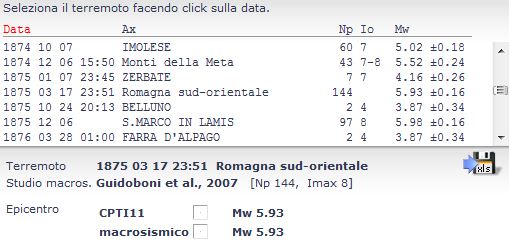 Seleziona il terremoto facendo click sulla data.
Data Ax Np Io Mw
1874 10 07 IMOLESE 60 7 5.02 ±0.18
1874 12 06 15:50 Monti della Meta 43 7-8 5.52 ±0.24
1875 01 07 23:45 ZERBATE 7 7 4.16 ±0.26
1875 03 17 23:51 Romagna sud-orientale 144 5.93 ±0.16
1875 10 24 20:13 BELLUNO 2 4 3.87 ±0.34
1875 12 06 S.MARCO IN LAMIS 97 8 5.98 ±0.16
1876 03 28 01:00 FARRA D'ALPAGO 2 4 3.87 ±0.34
Terremoto 1875 03 17 23:51 Romagna sud-orientale
xls
Studio macros. Guidoboni et al., 2007 [Np 144, Imax 8]
Epicentro CPTI11 Mw 5.93
macrosismico Mw 5.93